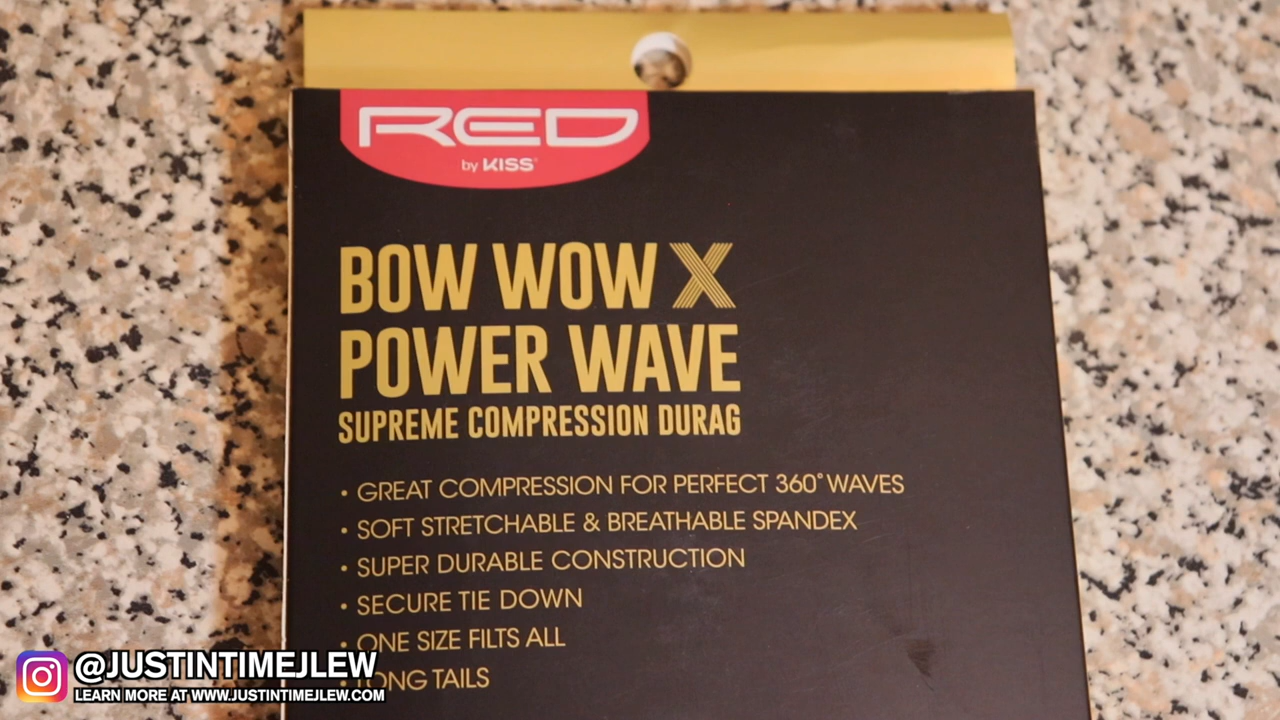 RED
by KISS®
BOW WOW X
POWER WAVE
SUPREME COMPRESSION DURAG
• GREAT COMPRESSION FOR PERFECT 360° WAVES
• SOFT STRETCHABLE & BREATHABLE SPANDEX
• SUPER DURABLE CONSTRUCTION
• SECURE TIE DOWN
• ONE SIZE FILTS ALL
• LONG TAILS
@JUSTINTIMEJLEW
LEARN MORE AT WWW.JUSTINTIMEJLEW.COM